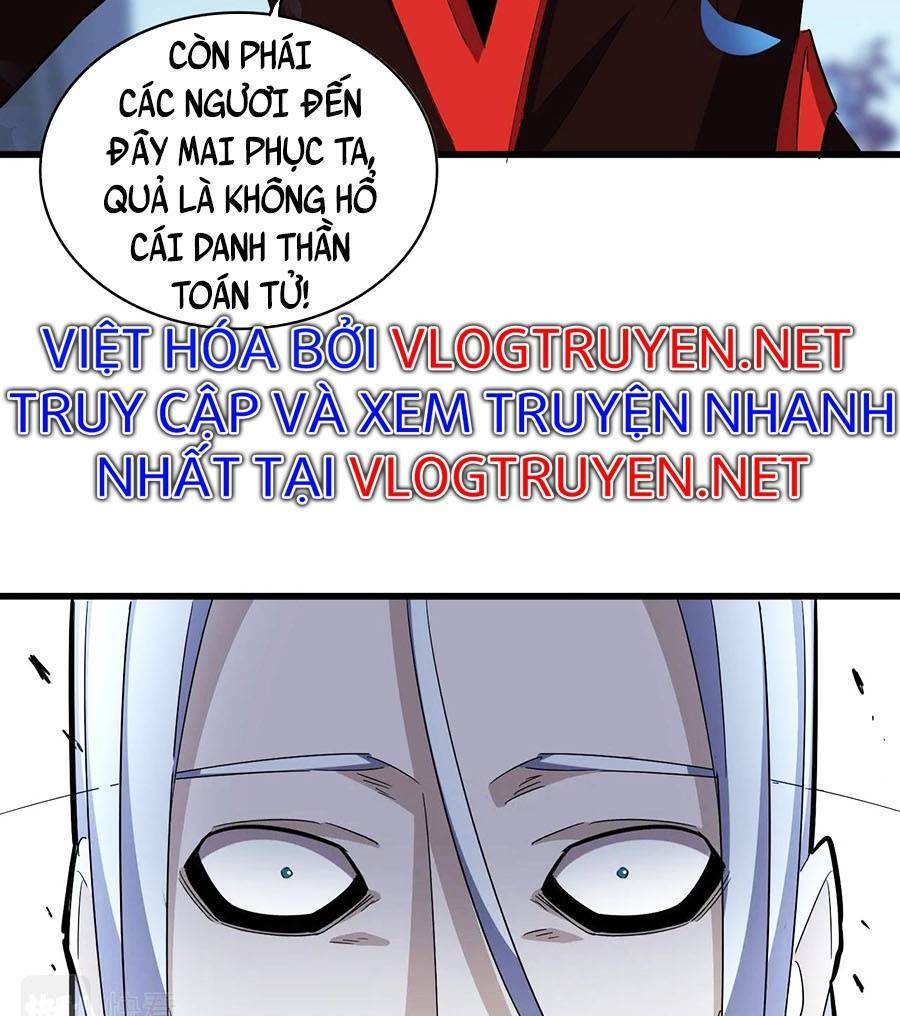 CÒN PHÁI
CÁC NGƯƠI ĐẾN
ĐÂY MAI PHỤC TA,
QUẢ LÀ KHÔNG HỔ
CÁI DANH THẦN
TOÁN TỬ!
VIỆT HÓA BỞI VLOGTRUYEN.NET
TRUY CẬP VÀ XEM TRUYỆN NHANH
NHẤT TẠI VLOGTRUYEN.NET